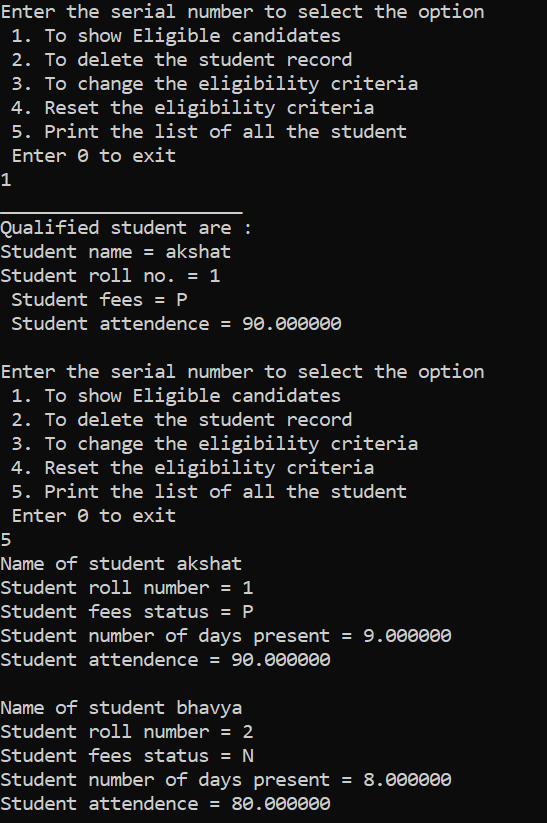 Enter the serial number to select the option
1. To show Eligible candidates
2. To delete the student record
3. To change the eligibility criteria
4. Reset the eligibility criteria
5. Print the list of all the student
Enter 0 to exit
1
______________________
Qualified student are :
Student name = akshat
Student roll no. = 1
Student fees = P
Student attendence = 90.000000

Enter the serial number to select the option
1. To show Eligible candidates
2. To delete the student record
3. To change the eligibility criteria
4. Reset the eligibility criteria
5. Print the list of all the student
Enter 0 to exit
5
Name of student akshat
Student roll number = 1
Student fees status = P
Student number of days present = 9.000000
Student attendence = 90.000000

Name of student bhavya
Student roll number = 2
Student fees status = N
Student number of days present = 8.000000
Student attendence = 80.000000